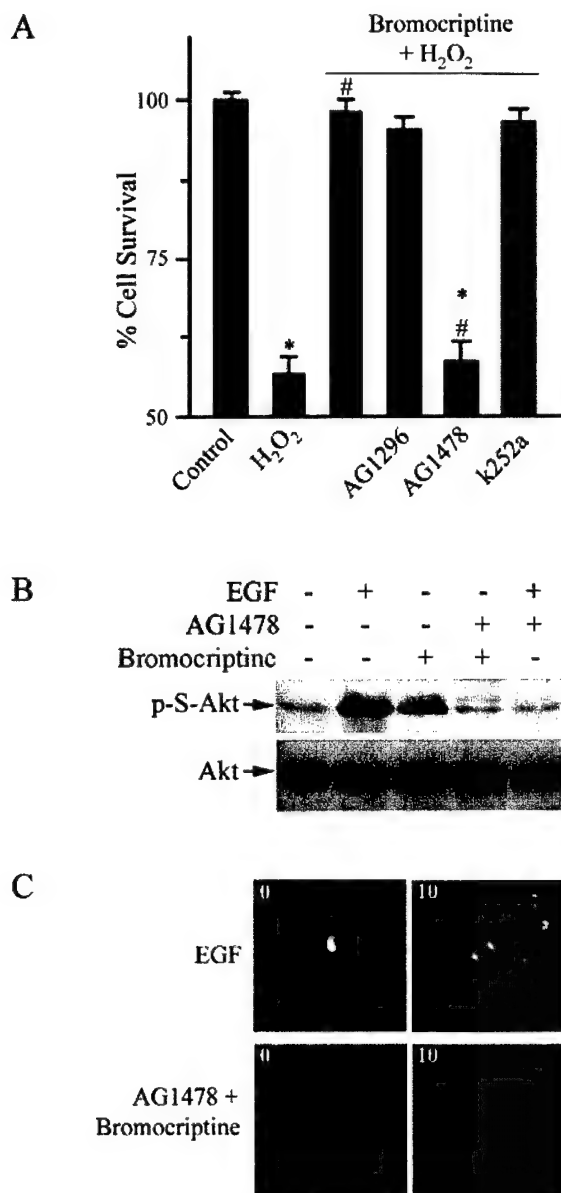 A
Bromocriptine
+ H₂O₂
% Cell Survival
100
75
50
#
*
*
#
Control
H₂O₂
AG1296
AG1478
k252a
B
EGF - + - - +
AG1478 - - - + +
Bromocriptine - - + + -
p-S-Akt
Akt
C
0
10
EGF
0
10
AG1478 +
Bromocriptine